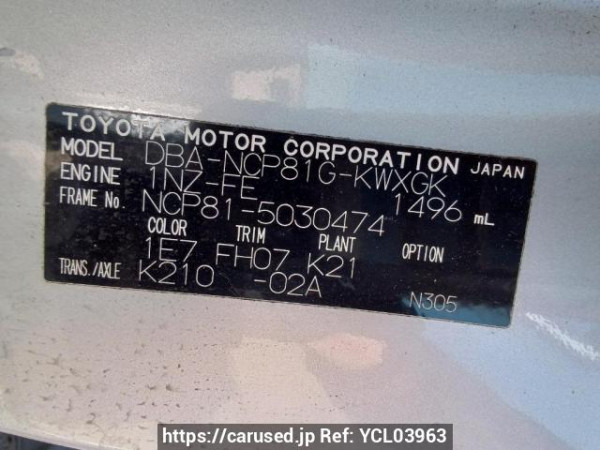 TOYOTA MOTOR CORPORATION JAPAN
MODEL DBA-NCP81G-KWXGK
ENGINE 1NZ-FE 1496 mL
FRAME No. NCP81-5030474
COLOR TRIM PLANT OPTION
1E7 FH07 K21
TRANS./AXLE K210 -02A N305
https://carused.jp Ref: YCL03963